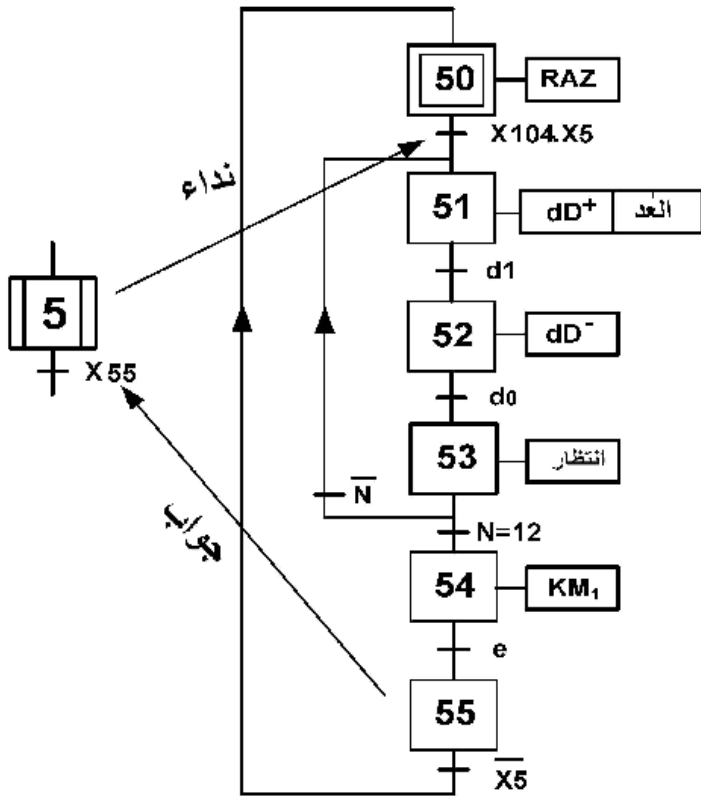 50 RAZ
X104.X5
نداء
51 dD⁺ العد
d1
5
52 dD⁻
X55
d0
53 انتظار
N̅
جواب
N=12
54 KM₁
e
55
X̅5̅